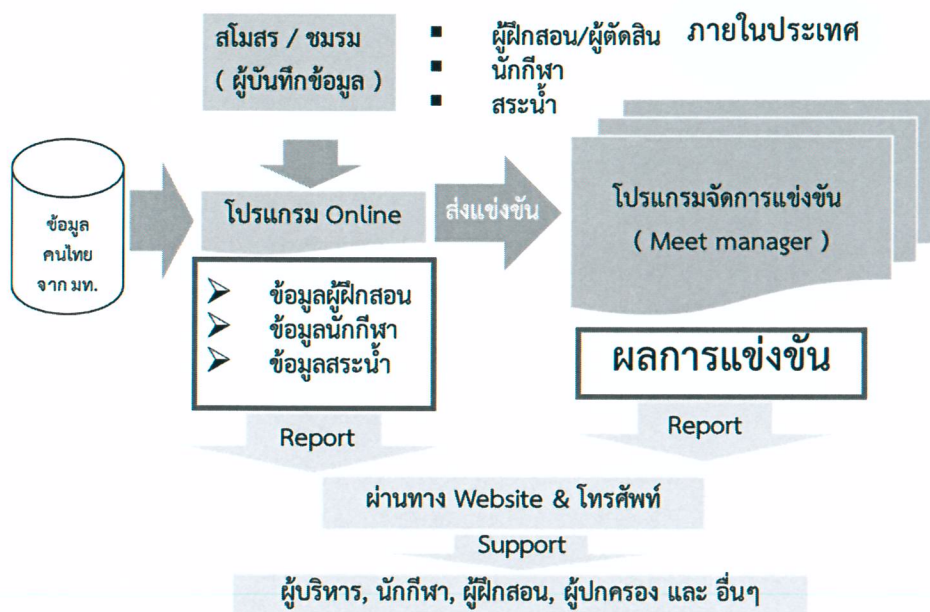 สโมสร / ชมรม
( ผู้บันทึกข้อมูล )
▪ ผู้ฝึกสอน/ผู้ตัดสิน
▪ นักกีฬา
▪ สระน้ำ
ภายในประเทศ
ข้อมูล
คนไทย
จาก มท.
โปรแกรม Online
ส่งแข่งขัน
โปรแกรมจัดการแข่งขัน
( Meet manager )
➢ ข้อมูลผู้ฝึกสอน
➢ ข้อมูลนักกีฬา
➢ ข้อมูลสระน้ำ
ผลการแข่งขัน
Report
Report
ผ่านทาง Website & โทรศัพท์
Support
ผู้บริหาร, นักกีฬา, ผู้ฝึกสอน, ผู้ปกครอง และ อื่นๆ